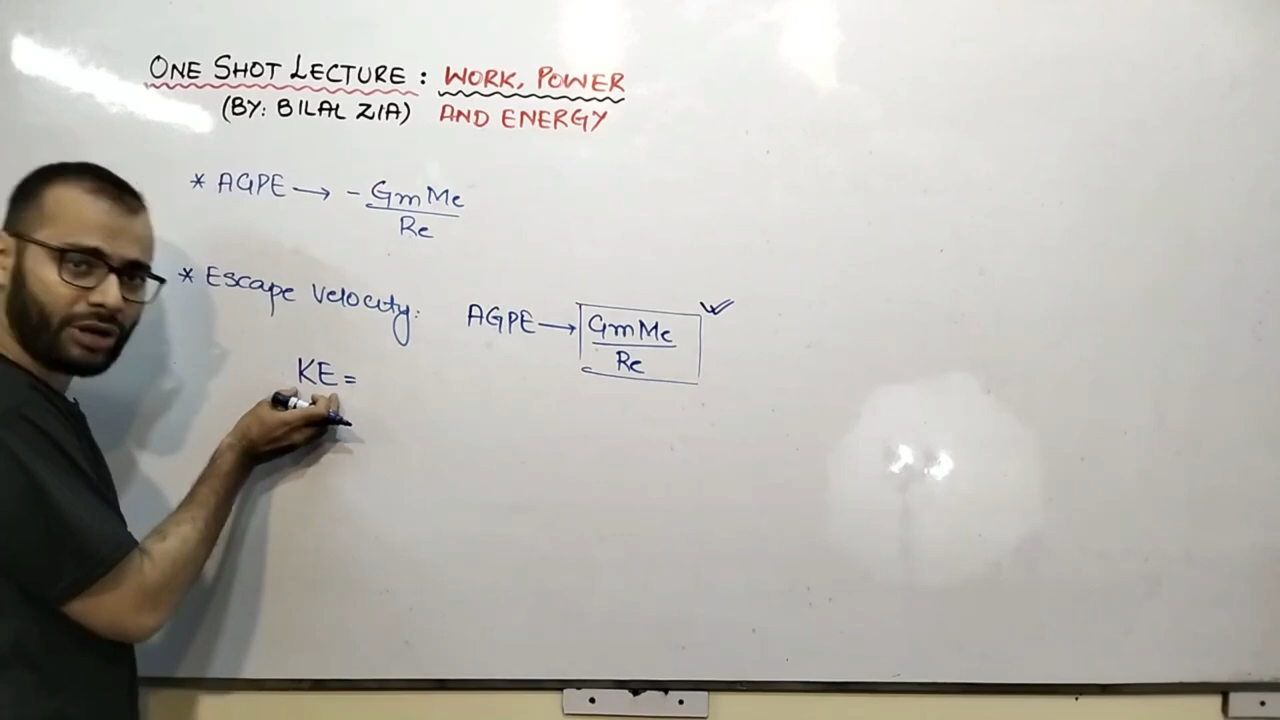 ONE SHOT LECTURE: WORK, POWER
(BY: BILAL ZIA) AND ENERGY
* AGPE → - GmMe
Re
* Escape Velocity: AGPE → GmMe
Re
KE =